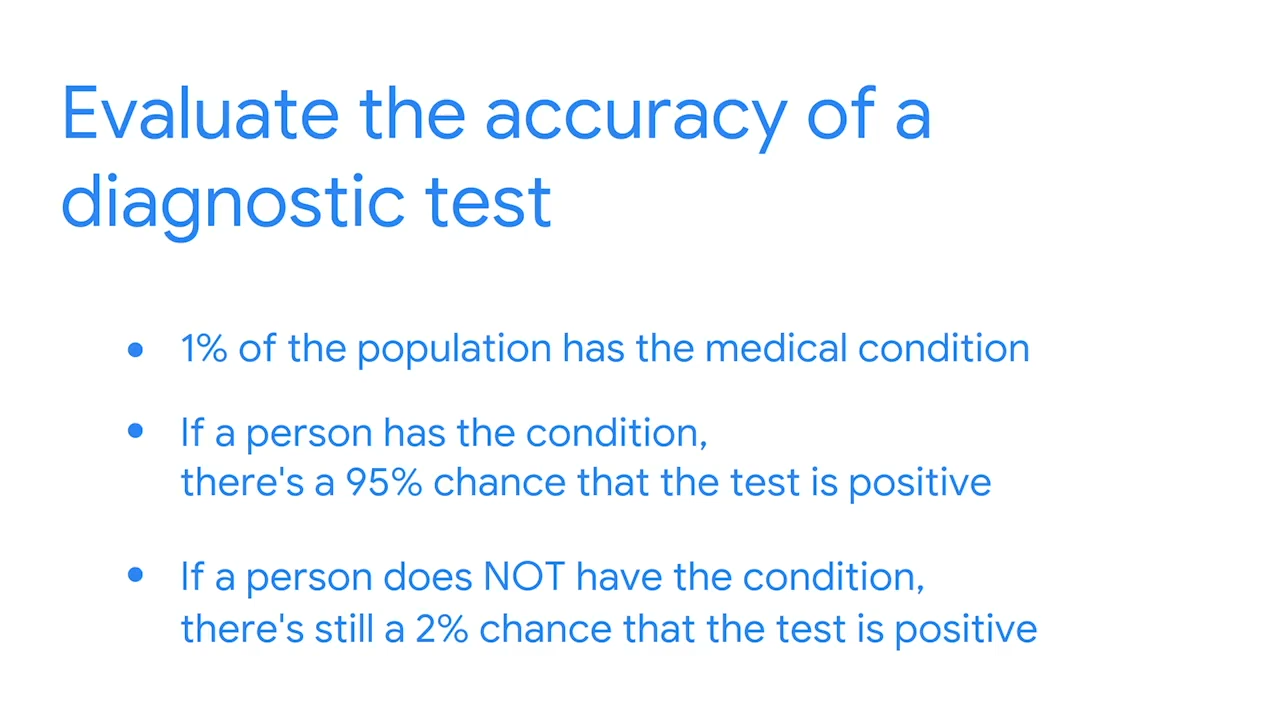 Evaluate the accuracy of a
diagnostic test
• 1% of the population has the medical condition
• If a person has the condition,
there's a 95% chance that the test is positive
• If a person does NOT have the condition,
there's still a 2% chance that the test is positive